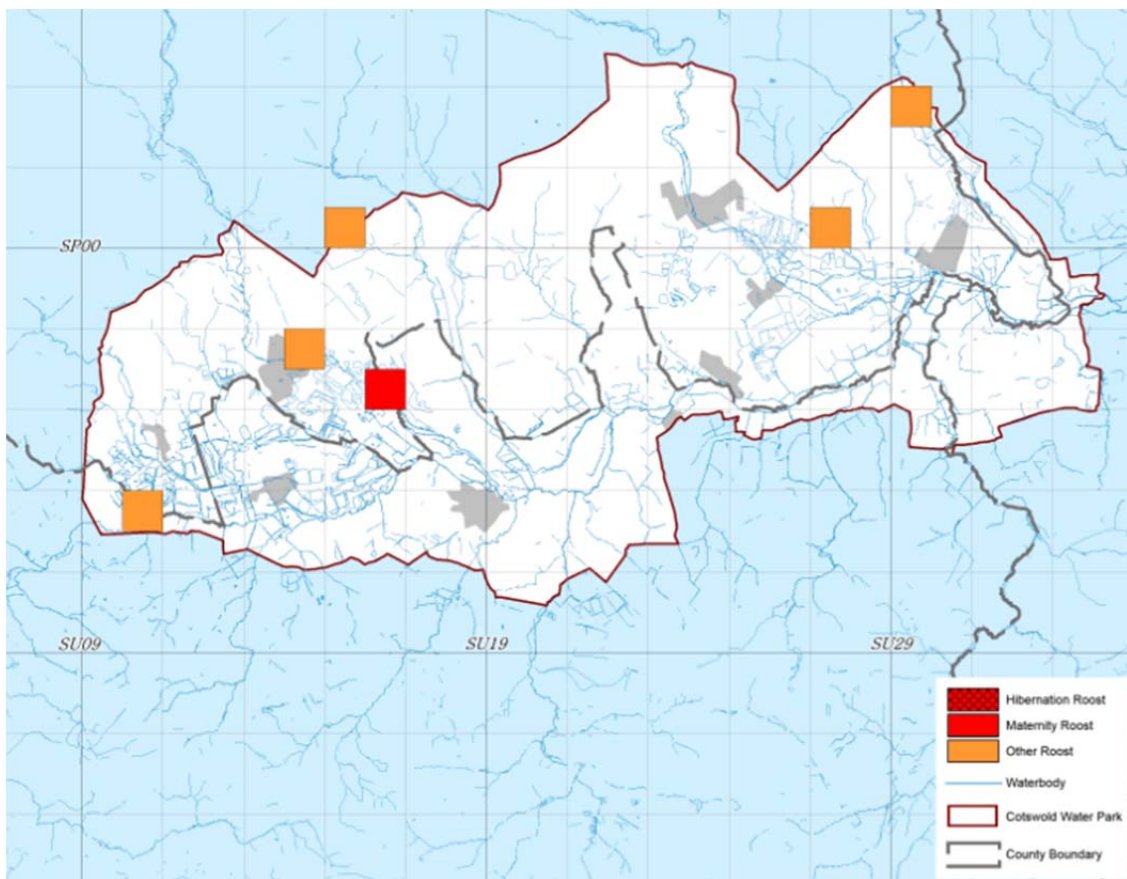 SP00
SU09
SU19
SU29
Hibernation Roost
Maternity Roost
Other Roost
Waterbody
Cotswold Water Park
County Boundary